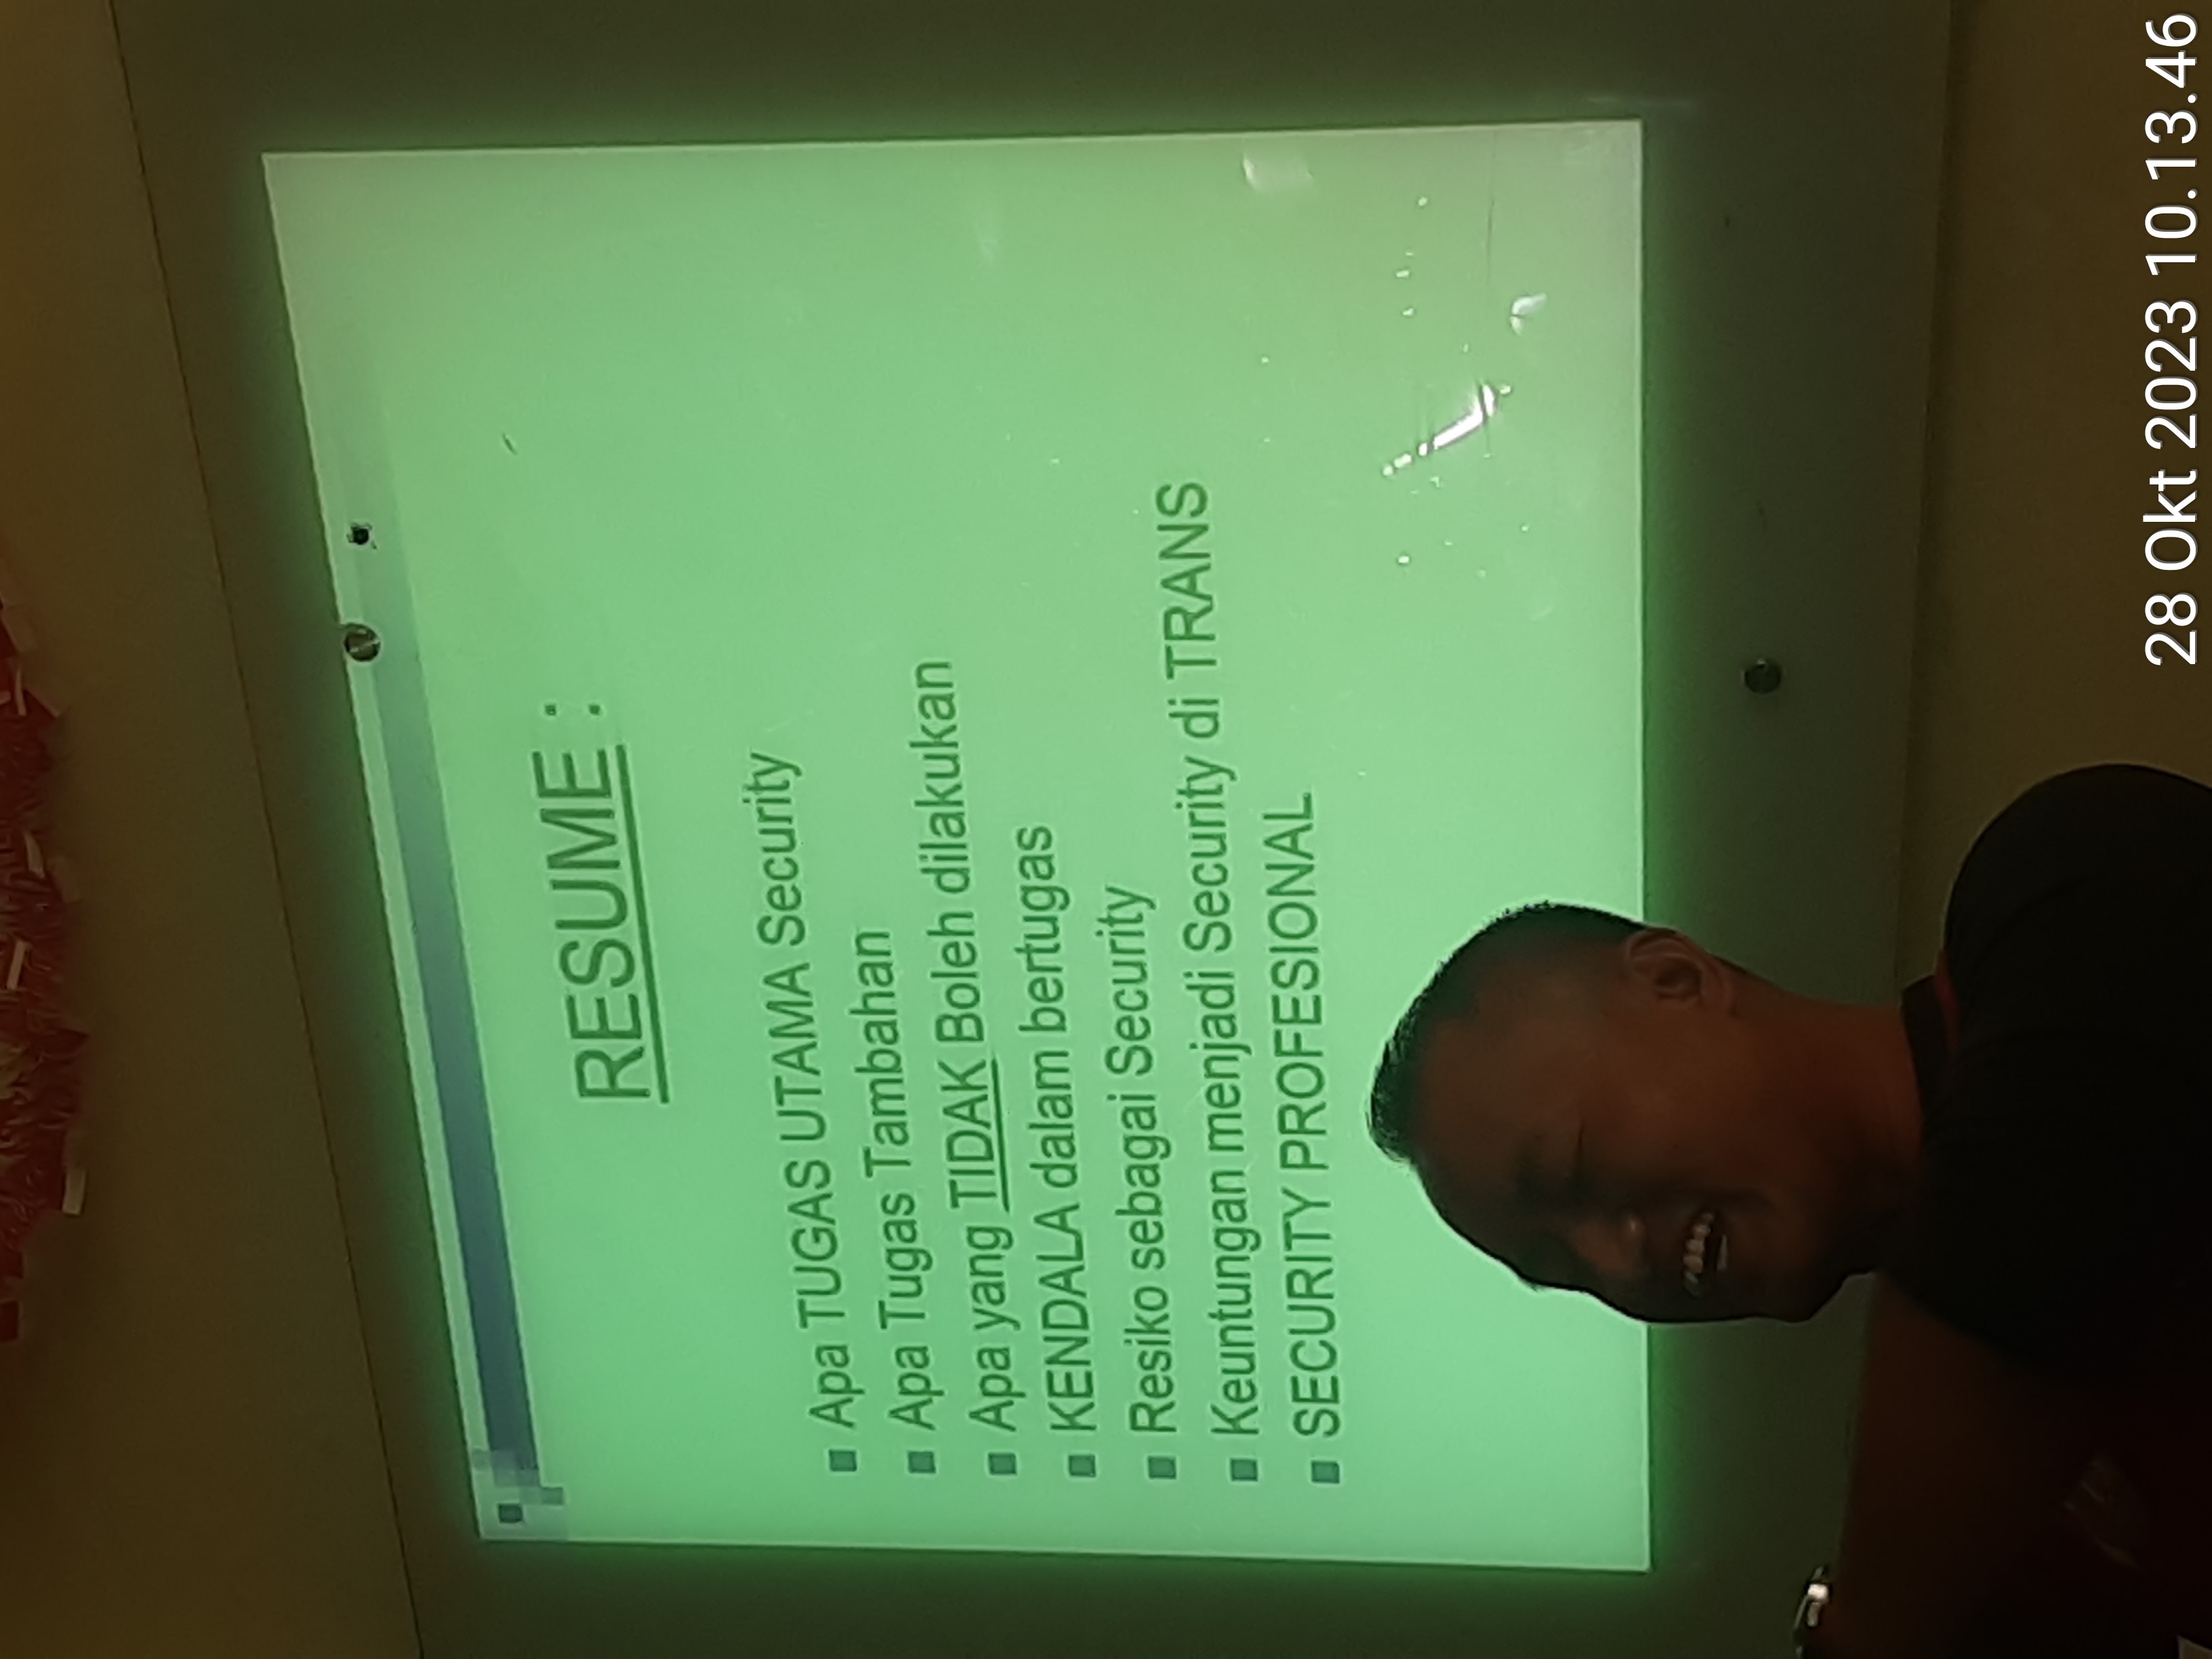 RESUME :
Apa TUGAS UTAMA Security
Apa Tugas Tambahan
Apa yang TIDAK Boleh dilakukan
KENDALA dalam bertugas
Resiko sebagai Security
Keuntungan menjadi Security di TRANS
SECURITY PROFESIONAL
28 Okt 2023 10.13.46